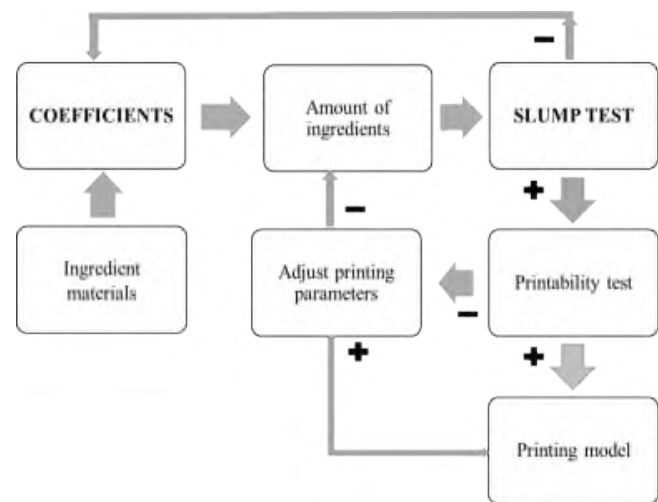 −
COEFFICIENTS
Amount of
ingredients
SLUMP TEST
+
−
Ingredient
materials
Adjust printing
parameters
Printability test
−
+
+
Printing model